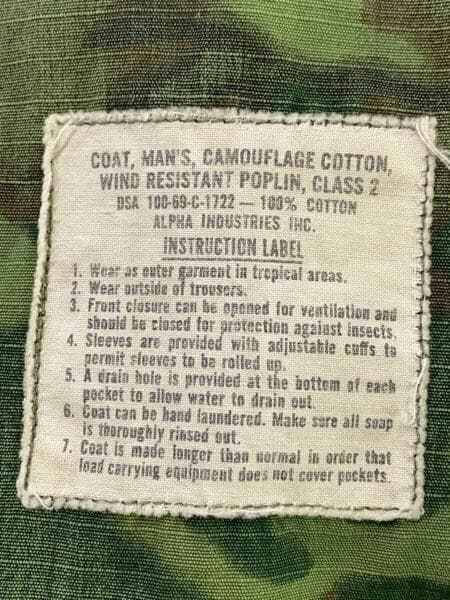 COAT, MAN'S, CAMOUFLAGE COTTON,
WIND RESISTANT POPLIN, CLASS 2
DSA 100-69-C-1722 — 100% COTTON
ALPHA INDUSTRIES INC.
INSTRUCTION LABEL
1. Wear as outer garment in tropical areas.
2. Wear outside of trousers.
3. Front closure can be opened for ventilation and
should be closed for protection against insects.
4. Sleeves are provided with adjustable cuffs to
permit sleeves to be rolled up.
5. A drain hole is provided at the bottom of each
pocket to allow water to drain out.
6. Coat can be hand laundered. Make sure all soap
is thoroughly rinsed out.
7. Coat is made longer than normal in order that
load carrying equipment does not cover pockets.